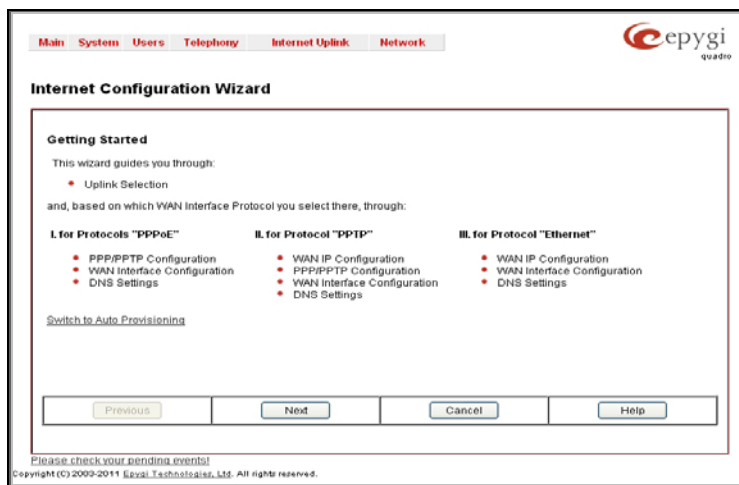 Main System Users Telephony Internet Uplink Network
epygi
quadro
Internet Configuration Wizard
Getting Started
This wizard guides you through:
Uplink Selection
and, based on which WAN Interface Protocol you select there, through:
I. for Protocols "PPPoE"
PPP/PPTP Configuration
WAN Interface Configuration
DNS Settings
II. for Protocol "PPTP"
WAN IP Configuration
PPP/PPTP Configuration
WAN Interface Configuration
DNS Settings
III. for Protocol "Ethernet"
WAN IP Configuration
WAN Interface Configuration
DNS Settings
Switch to Auto Provisioning
Previous Next Cancel Help
Please check your pending events!
Copyright (C) 2003-2011 Epygi Technologies, Ltd. All rights reserved.